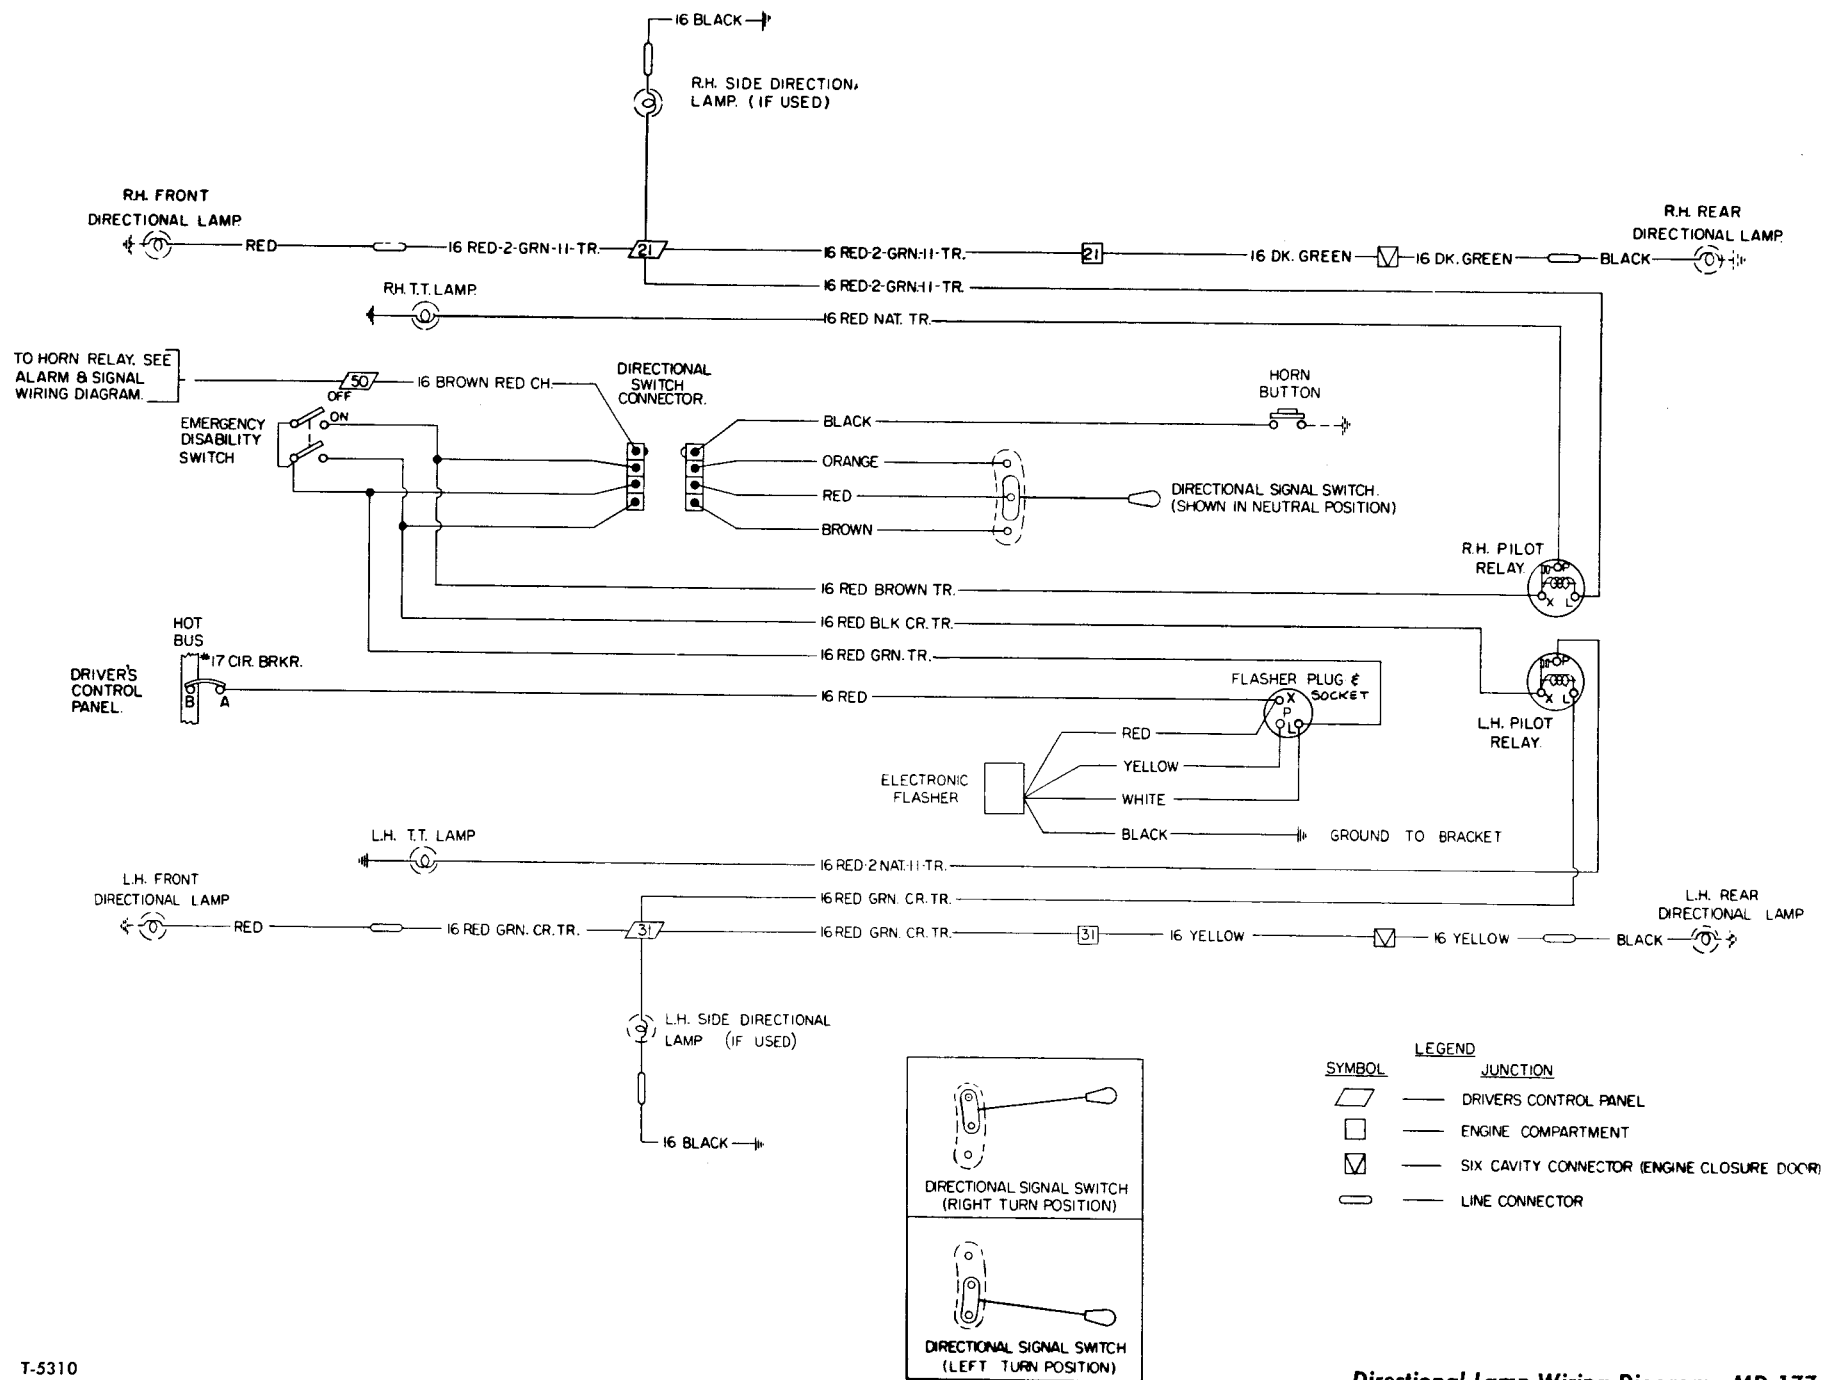 16 BLACK
R.H. SIDE DIRECTION
LAMP. (IF USED)
R.H. FRONT
DIRECTIONAL LAMP.
RED
16 RED-2-GRN-11-TR.
21
16 RED-2-GRN-11-TR.
21
16 DK. GREEN
16 DK. GREEN
BLACK
R.H. REAR
DIRECTIONAL LAMP.
16 RED-2-GRN-11-TR.
R.H. T.T. LAMP.
16 RED NAT. TR.
TO HORN RELAY. SEE
ALARM & SIGNAL
WIRING DIAGRAM.
50
16 BROWN RED CH.
DIRECTIONAL
SWITCH
CONNECTOR.
HORN
BUTTON
OFF
ON
EMERGENCY
DISABILITY
SWITCH
BLACK
ORANGE
RED
BROWN
DIRECTIONAL SIGNAL SWITCH.
(SHOWN IN NEUTRAL POSITION)
R.H. PILOT
RELAY.
P
X L
16 RED BROWN TR.
16 RED BLK CR. TR.
16 RED GRN. TR.
HOT
BUS
#17 CIR. BRKR.
DRIVER'S
CONTROL
PANEL.
B A
16 RED
FLASHER PLUG &
SOCKET
X
P
L
P
X L
L.H. PILOT
RELAY.
RED
YELLOW
WHITE
BLACK
ELECTRONIC
FLASHER
GROUND TO BRACKET
L.H. T.T. LAMP
16 RED-2 NAT.-11-TR.
L.H. FRONT
DIRECTIONAL LAMP
16 RED GRN. CR. TR.
RED
16 RED GRN. CR. TR.
31
16 RED GRN. CR. TR.
31
16 YELLOW
16 YELLOW
BLACK
L.H. REAR
DIRECTIONAL LAMP
L.H. SIDE DIRECTIONAL
LAMP (IF USED)
16 BLACK
LEGEND
SYMBOL JUNCTION
DRIVERS CONTROL PANEL
ENGINE COMPARTMENT
SIX CAVITY CONNECTOR (ENGINE CLOSURE DOOR)
LINE CONNECTOR
DIRECTIONAL SIGNAL SWITCH
(RIGHT TURN POSITION)
DIRECTIONAL SIGNAL SWITCH
(LEFT TURN POSITION)
T-5310